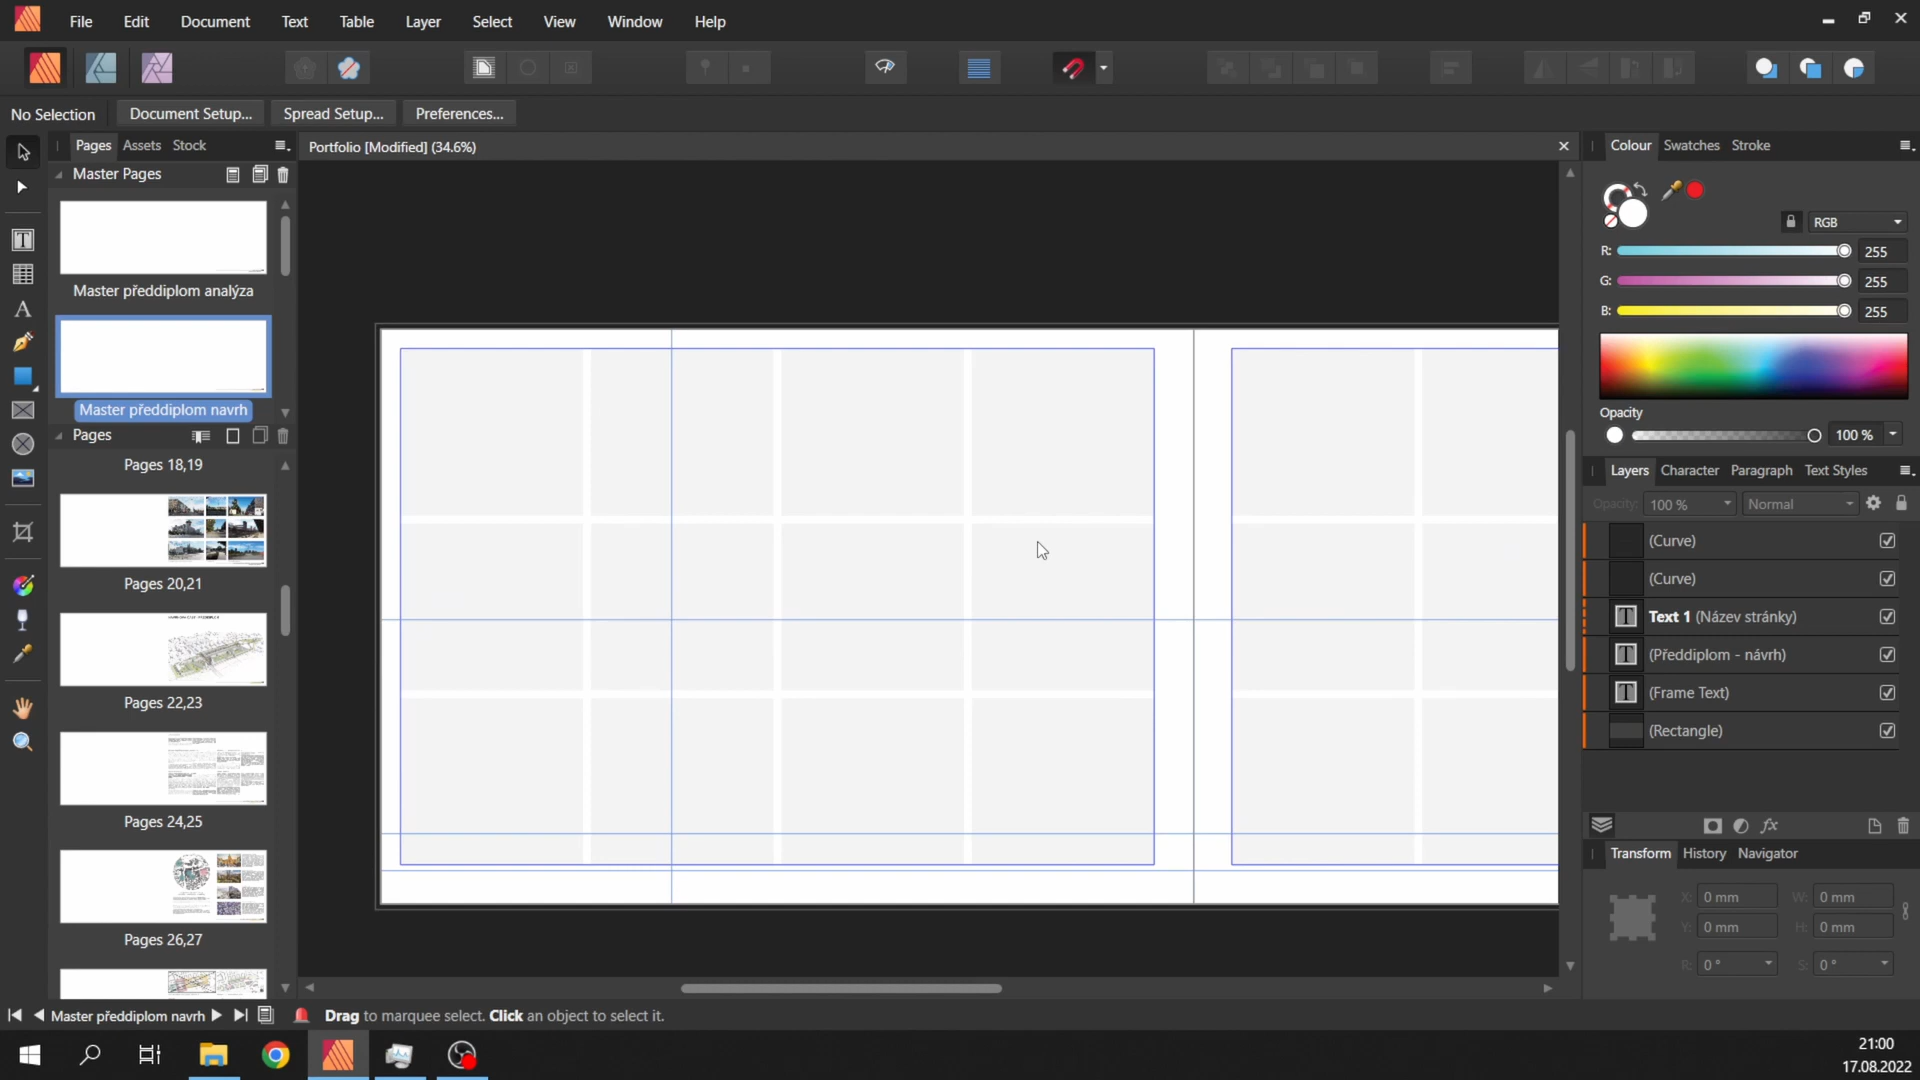 File Edit Document Text Table Layer Select View Window Help
No Selection Document Setup... Spread Setup... Preferences...
Pages Assets Stock
Portfolio [Modified] (34.6%)
Colour Swatches Stroke
Master Pages
Master předdiplom analýza
Master předdiplom navrh
Pages
Pages 18,19
Pages 20,21
Pages 22,23
Pages 24,25
Pages 26,27
RGB
R: 255
G: 255
B: 255
Opacity
100 %
Layers Character Paragraph Text Styles
Opacity: 100 % Normal
(Curve)
(Curve)
Text 1 (Název stránky)
(Předdiplom - návrh)
(Frame Text)
(Rectangle)
fx
Transform History Navigator
X: 0 mm W: 0 mm
Y: 0 mm H: 0 mm
R: 0 ° S: 0 °
Master předdiplom navrh
Drag to marquee select. Click an object to select it.
21:00
17.08.2022